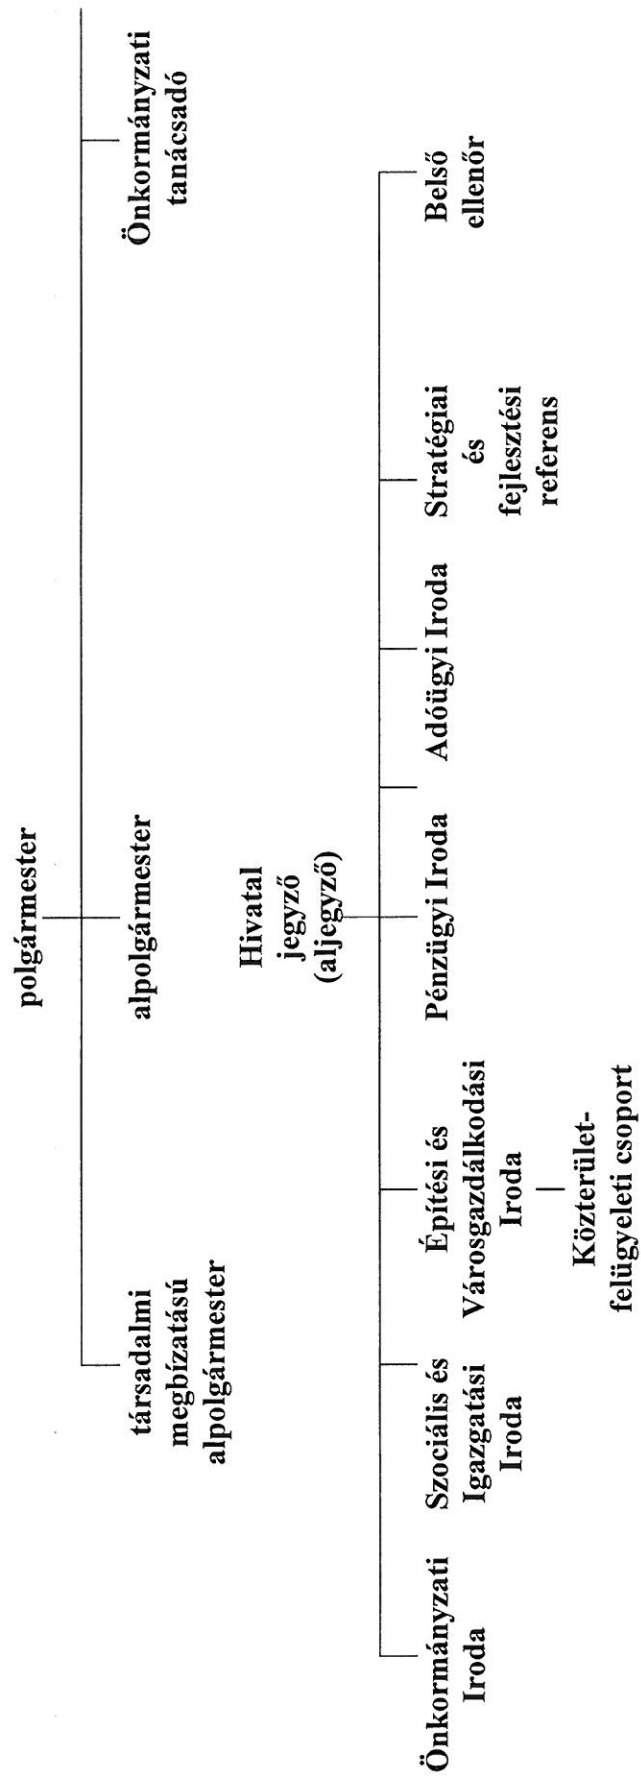 polgármester
társadalmi
megbízatású
alpolgármester
alpolgármester
Önkormányzati
tanácsadó
Hivatal
jegyző
(aljegyző)
Önkormányzati
Iroda
Szociális és
Igazgatási
Iroda
Építési és
Városgazdálkodási
Iroda
Közterület-
felügyeleti csoport
Pénzügyi Iroda
Adóügyi Iroda
Stratégiai
és
fejlesztési
referens
Belső
ellenőr